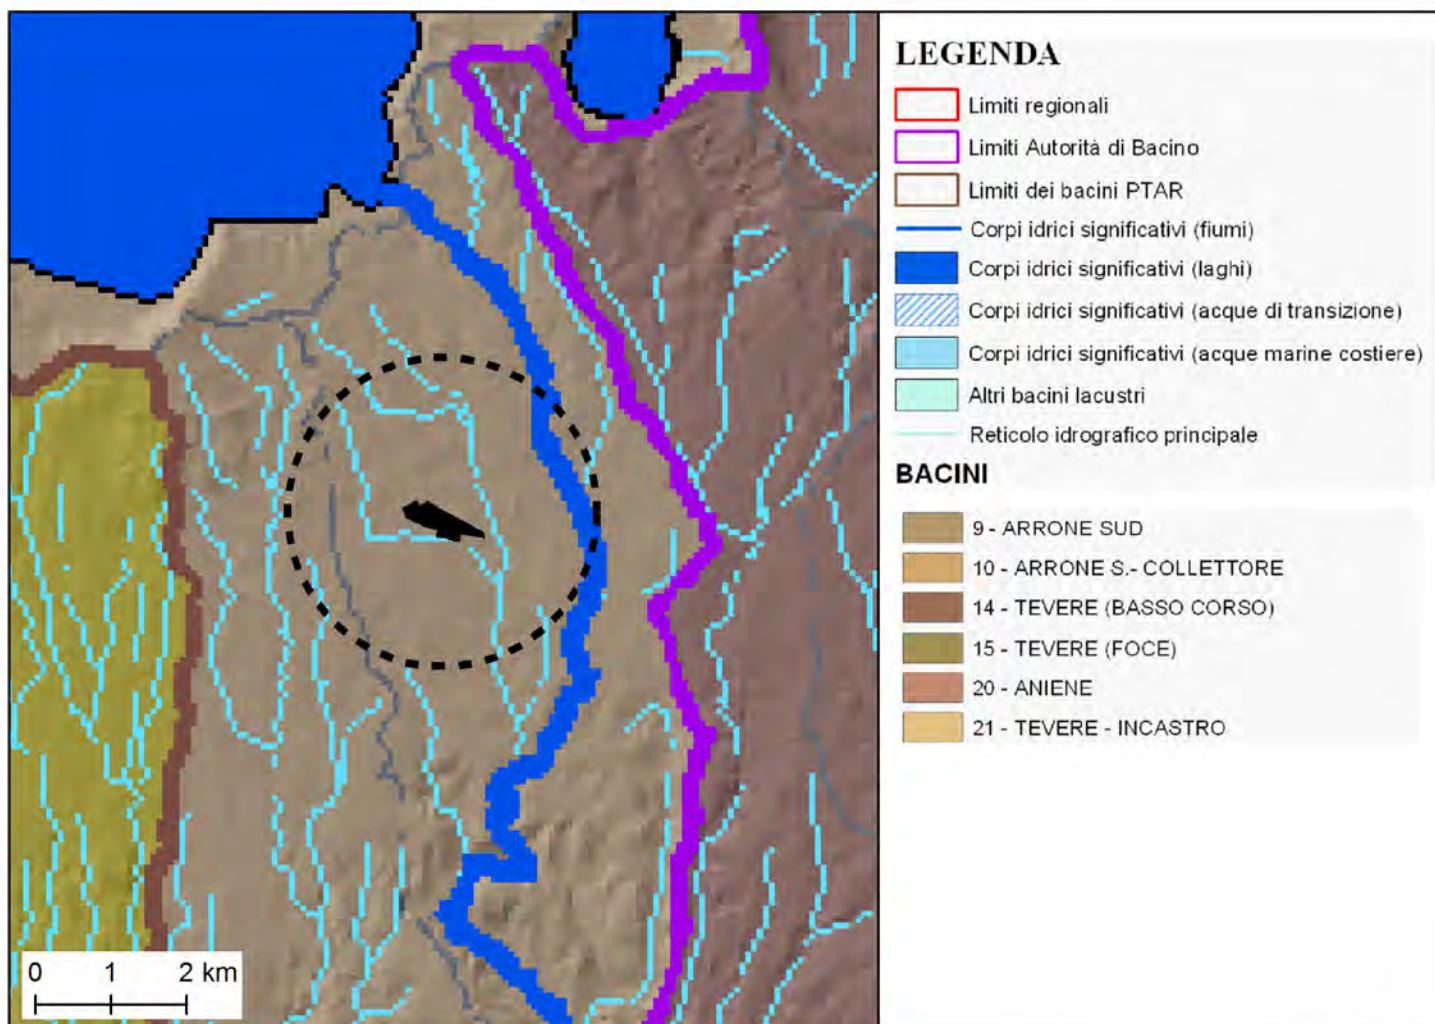 LEGENDA
Limiti regionali
Limiti Autorità di Bacino
Limiti dei bacini PTAR
Corpi idrici significativi (fiumi)
Corpi idrici significativi (laghi)
Corpi idrici significativi (acque di transizione)
Corpi idrici significativi (acque marine costiere)
Altri bacini lacustri
Reticolo idrografico principale
BACINI
9 - ARRONE SUD
10 - ARRONE S.- COLLETTORE
14 - TEVERE (BASSO CORSO)
15 - TEVERE (FOCE)
20 - ANIENE
21 - TEVERE - INCASTRO
0 1 2 km